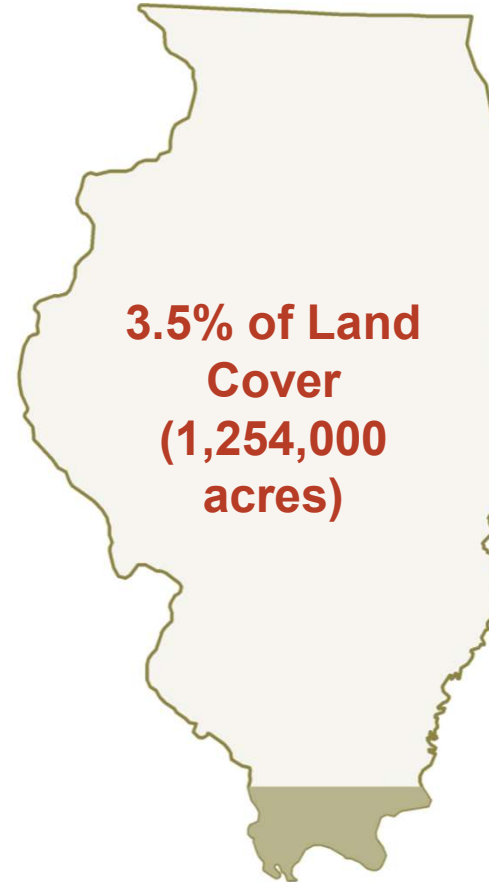 3.5% of Land
Cover
(1,254,000
acres)